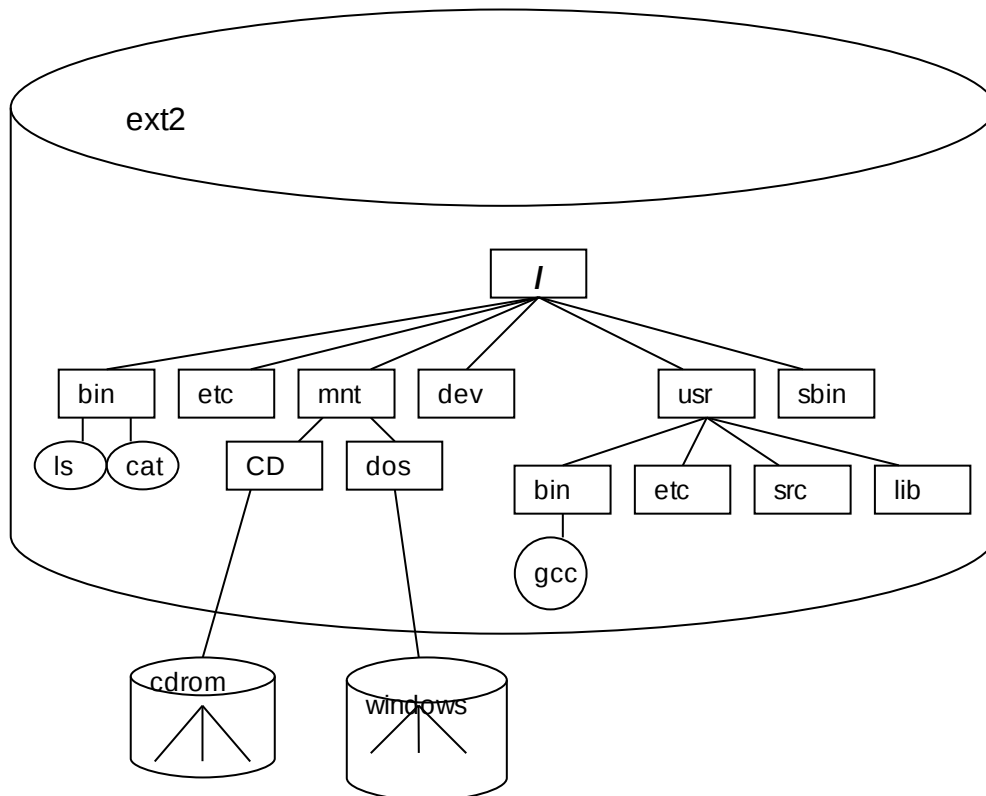 ext2
/
bin etc mnt dev usr sbin
ls cat CD dos
bin etc src lib
gcc
cdrom
windows